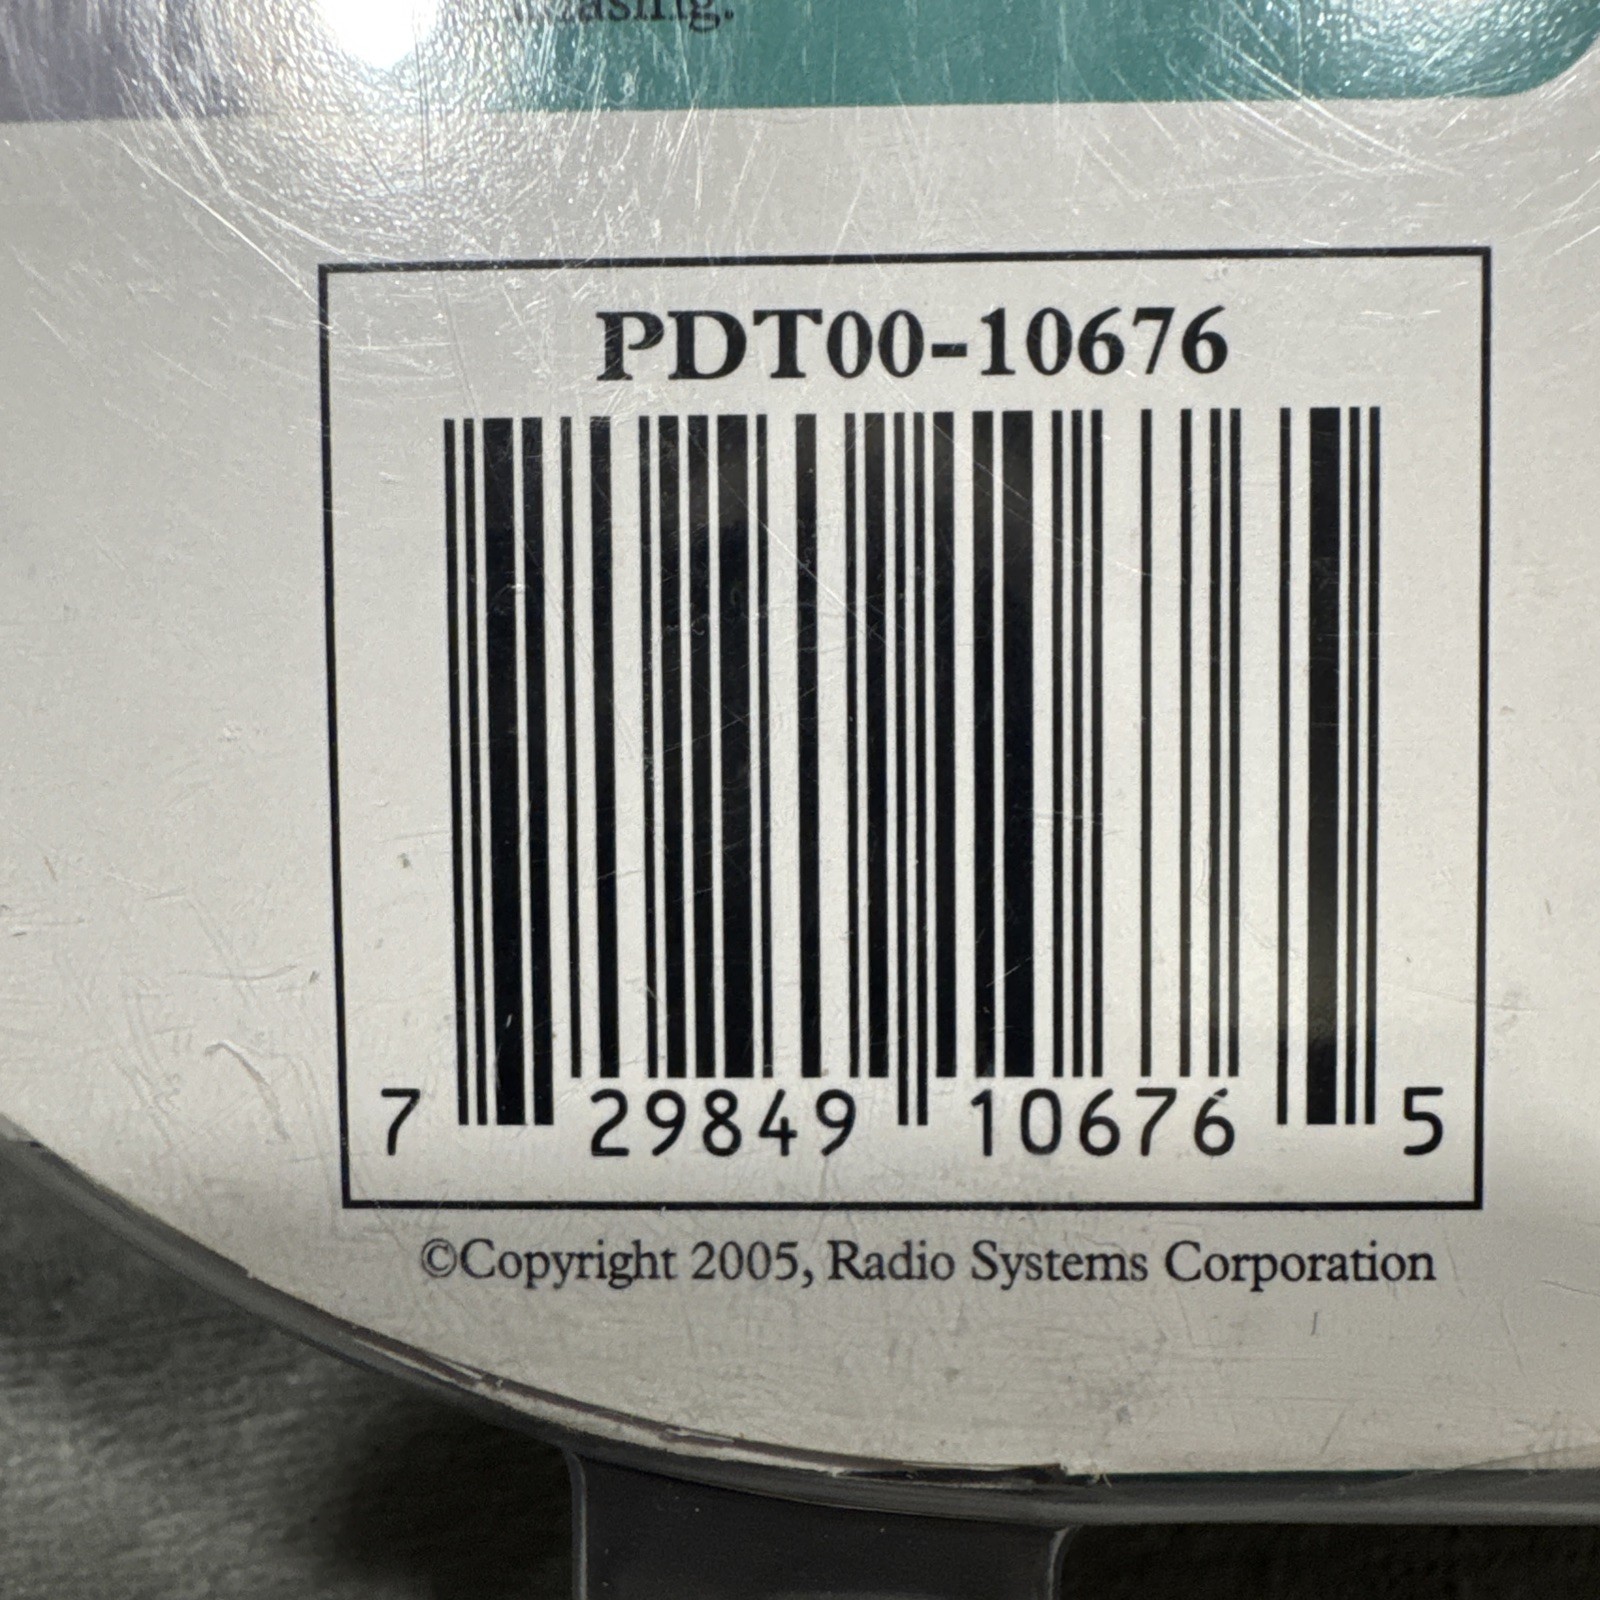 PDT00-10676
7 29849 10676 5
©Copyright 2005, Radio Systems Corporation